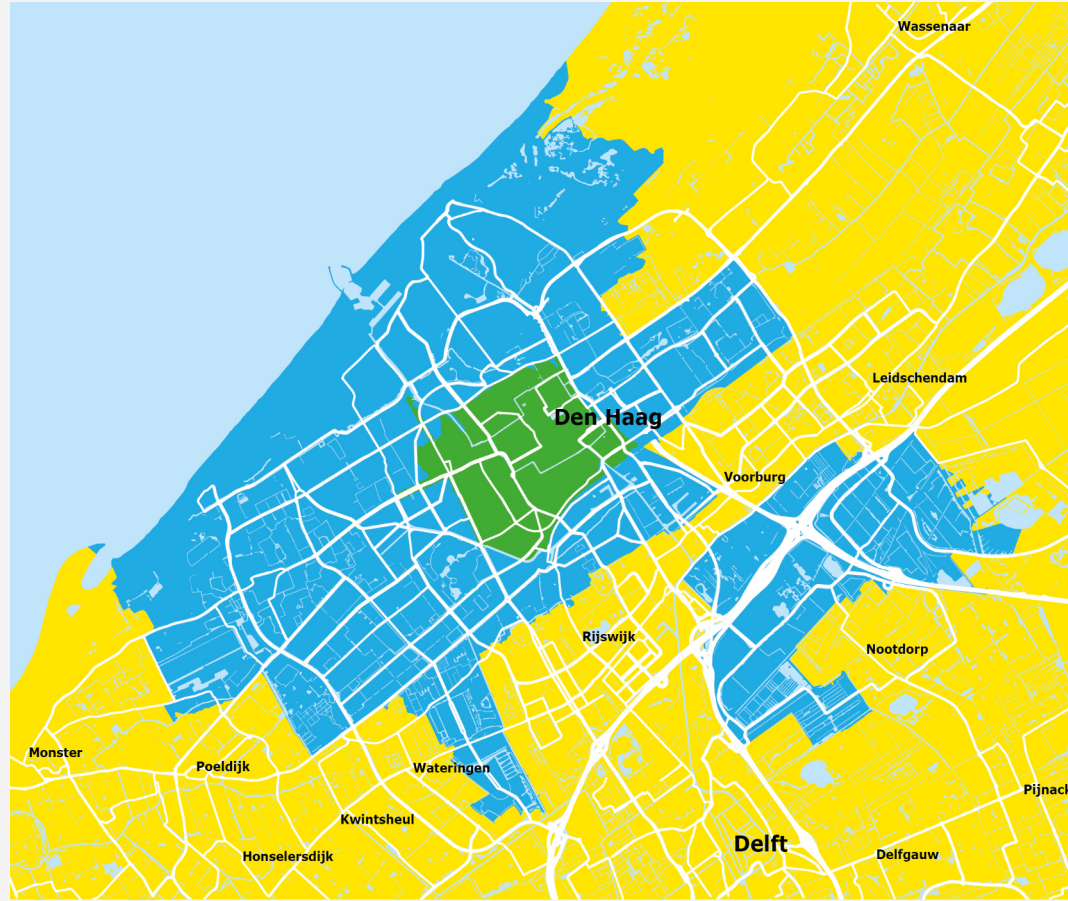 Wassenaar
Leidschendam
Den Haag
Voorburg
Rijswijk
Nootdorp
Monster
Poeldijk
Wateringen
Pijnack
Kwintsheul
Delft
Honselersdijk
Delfgauw